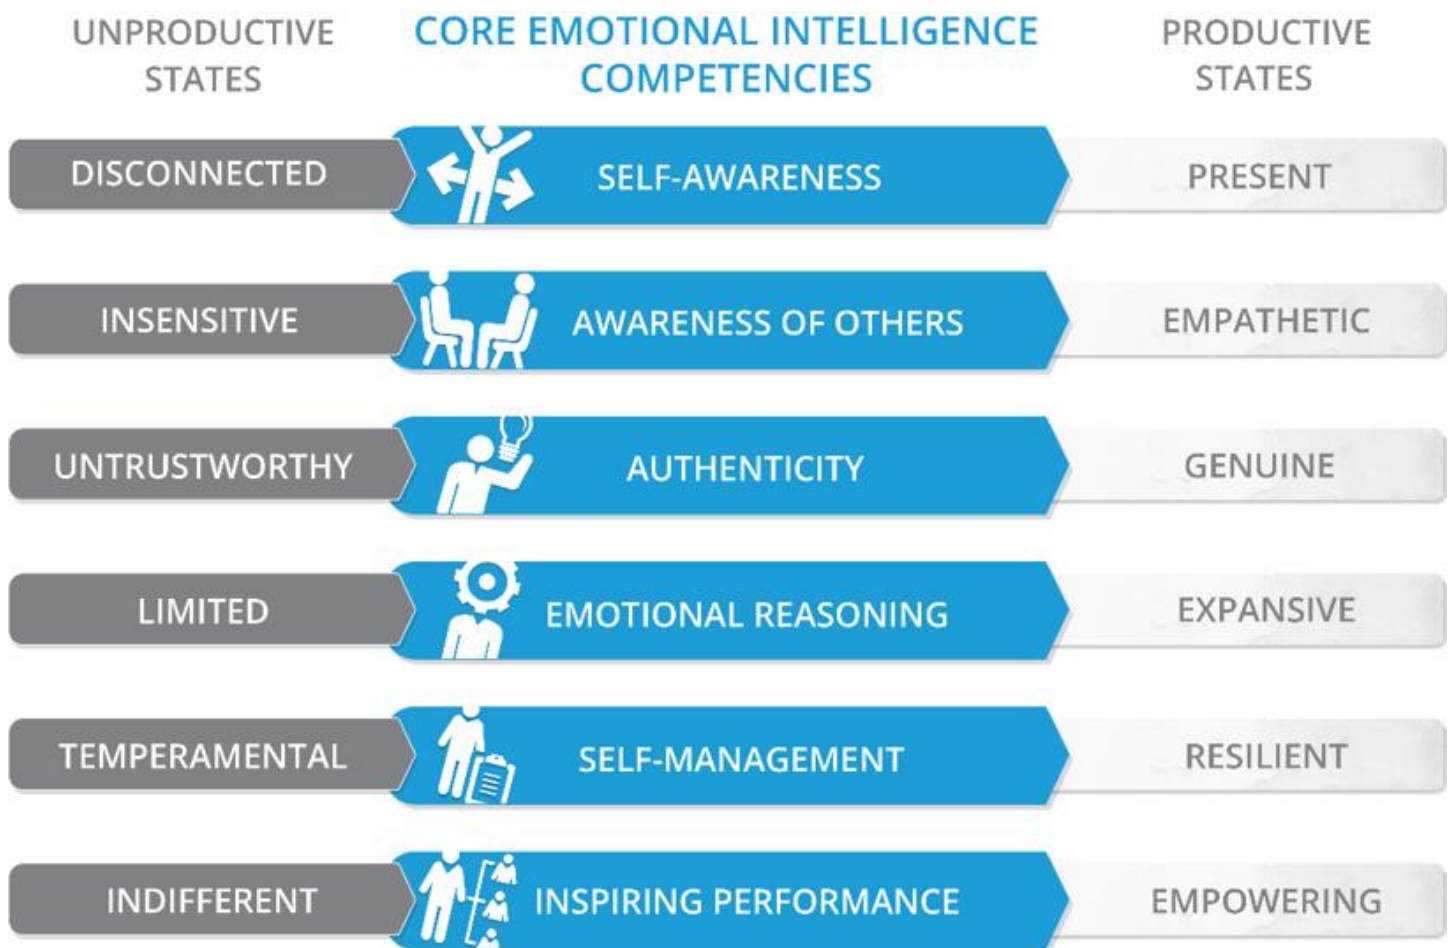 UNPRODUCTIVE
STATES
CORE EMOTIONAL INTELLIGENCE
COMPETENCIES
PRODUCTIVE
STATES
DISCONNECTED
SELF-AWARENESS
PRESENT
INSENSITIVE
AWARENESS OF OTHERS
EMPATHETIC
UNTRUSTWORTHY
AUTHENTICITY
GENUINE
LIMITED
EMOTIONAL REASONING
EXPANSIVE
TEMPERAMENTAL
SELF-MANAGEMENT
RESILIENT
INDIFFERENT
INSPIRING PERFORMANCE
EMPOWERING